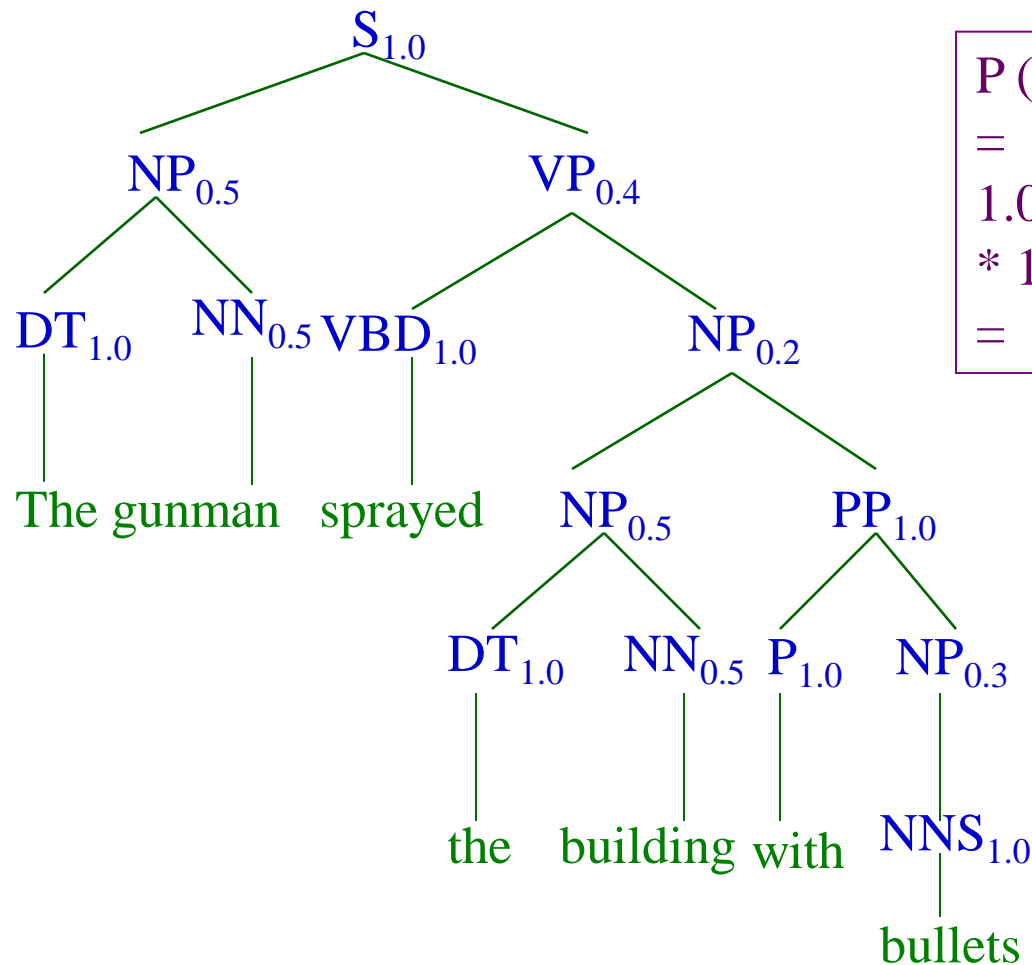 S1.0
NP0.5 VP0.4
DT1.0 NN0.5 VBD1.0 NP0.2
The gunman sprayed
NP0.5 PP1.0
DT1.0 NN0.5 P1.0 NP0.3
the building with
NNS1.0
bullets
P (
=
1.0
* 1
=